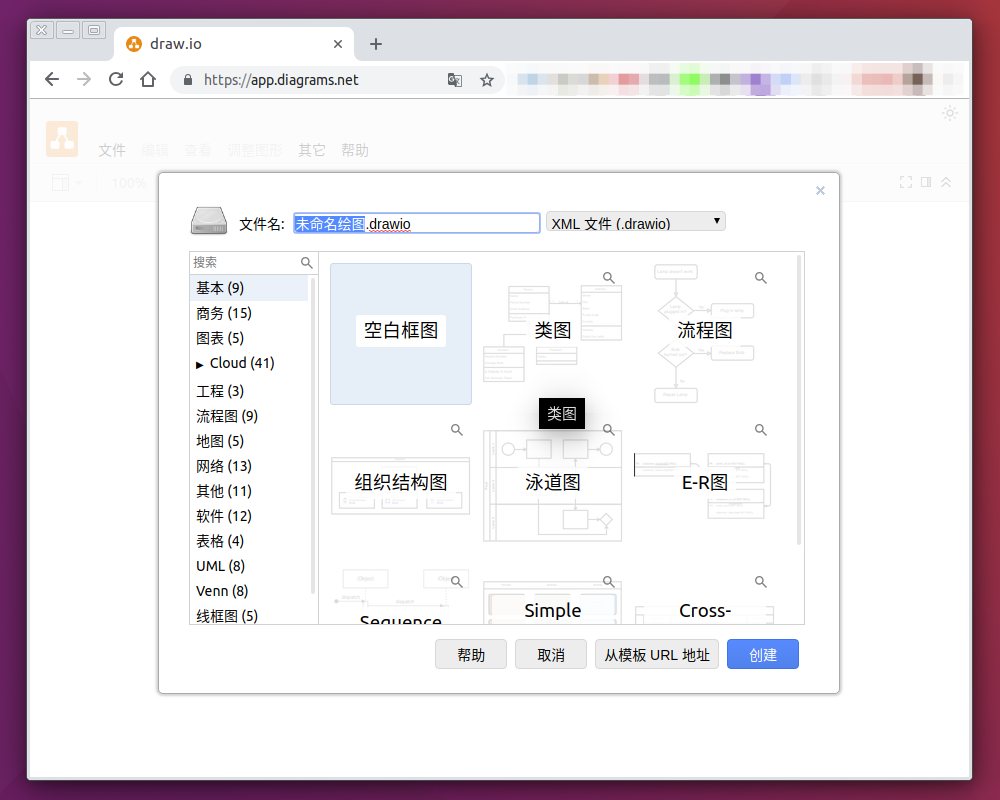 draw.io
https://app.diagrams.net
文件 编辑 查看 调整图形 其它 帮助
100%
文件名: 未命名绘图.drawio XML 文件 (.drawio)
搜索
基本 (9)
商务 (15)
图表 (5)
Cloud (41)
工程 (3)
流程图 (9)
地图 (5)
网络 (13)
其他 (11)
软件 (12)
表格 (4)
UML (8)
Venn (8)
线框图 (5)
空白框图 类图 流程图
类图
组织结构图 泳道图 E-R图
Object Object
Sequence Simple Cross-
帮助 取消 从模板 URL 地址 创建